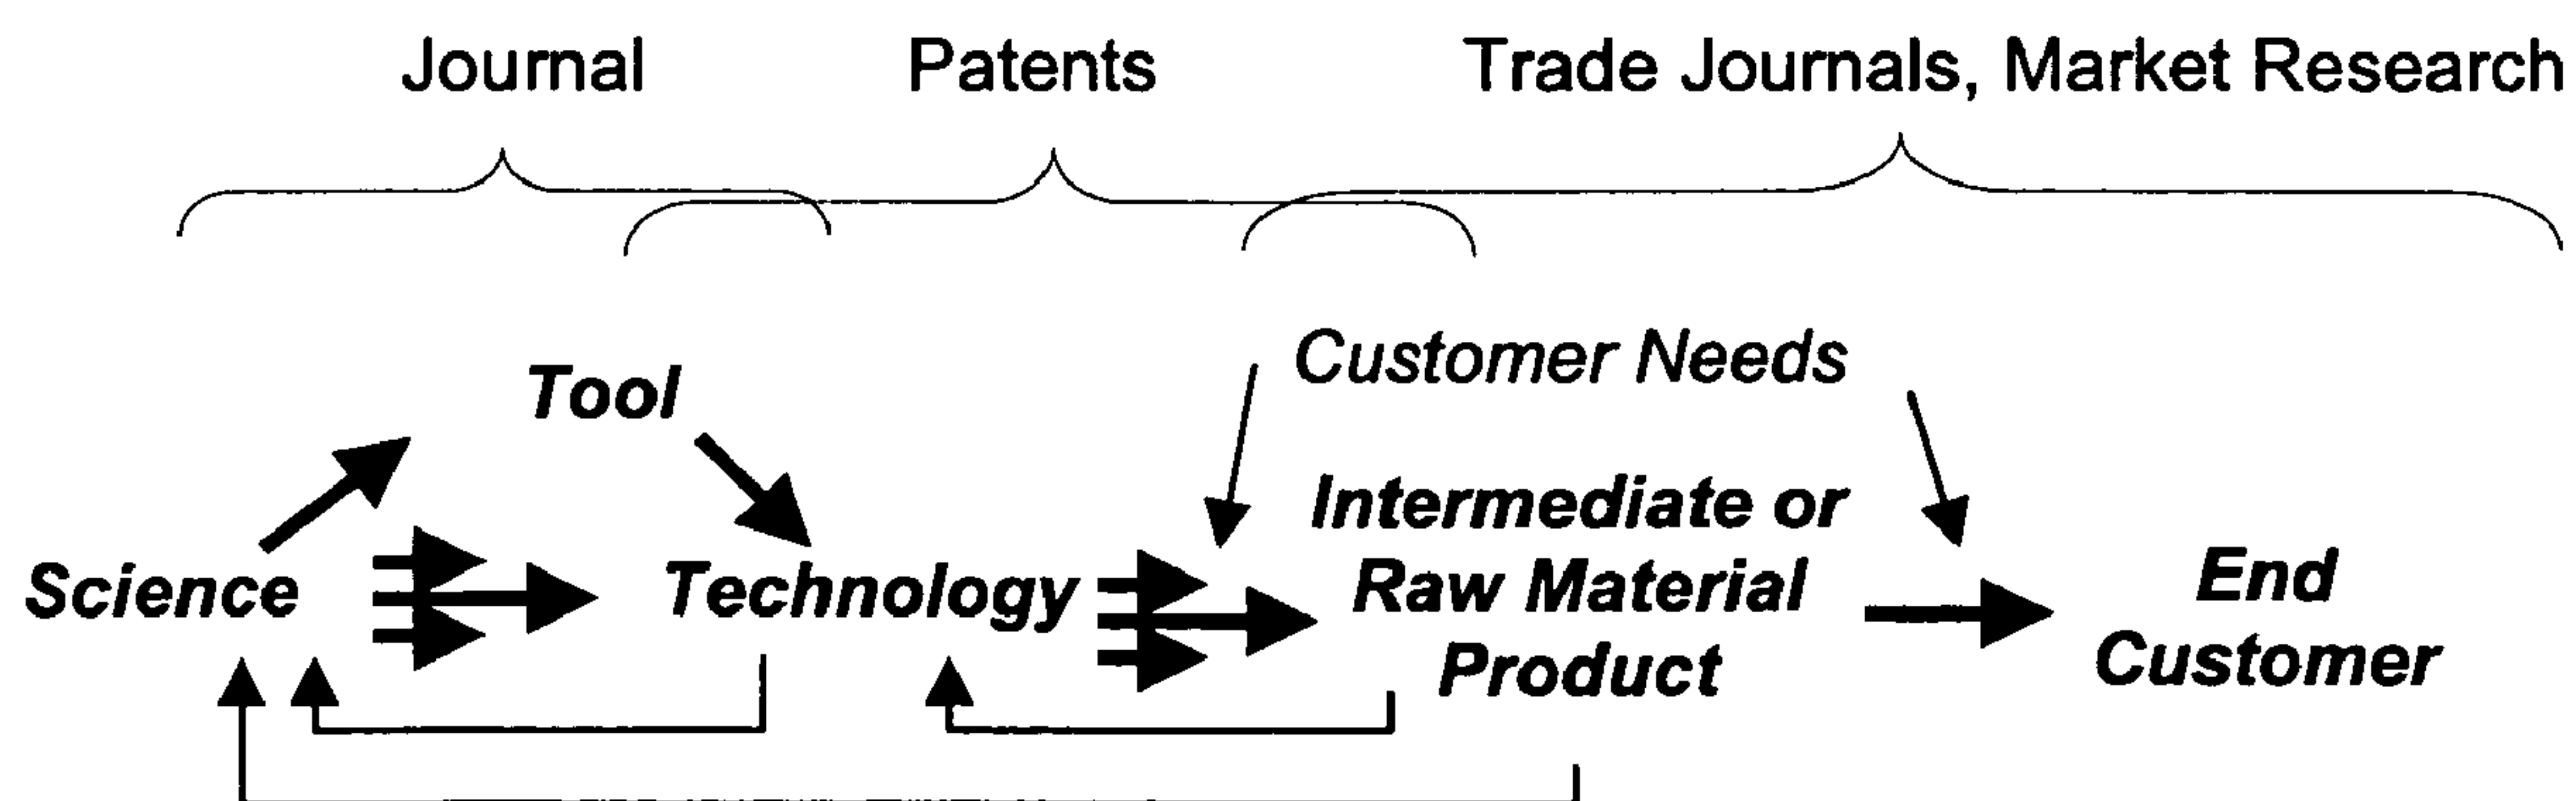 Journal Patents Trade Journals, Market Research
Customer Needs
Tool
Intermediate or
Science Technology Raw Material End
Product Customer